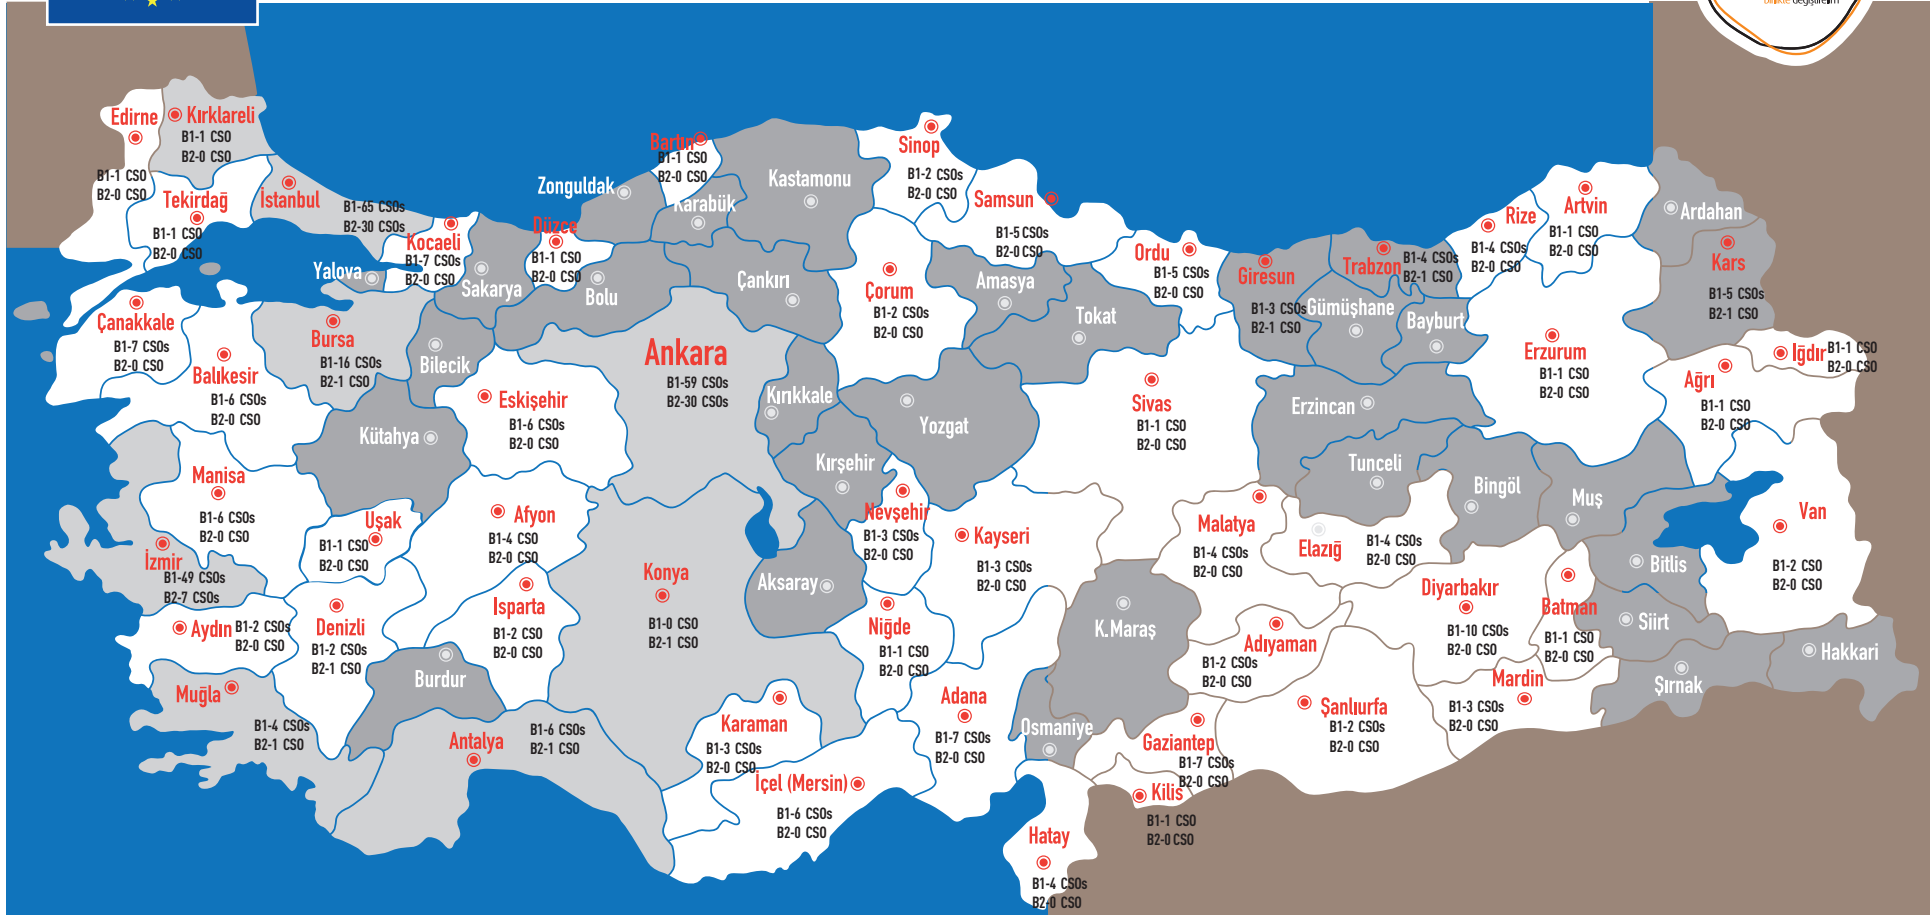 birlikte değiştirelim
Edirne
B1-1 CSO
B2-0 CSO
Kırklareli
B1-1 CSO
B2-0 CSO
Tekirdağ
B1-1 CSO
B2-0 CSO
İstanbul
B1-65 CSOs
B2-30 CSOs
Kocaeli
B1-7 CSOs
B2-0 CSO
Yalova
Sakarya
Düzce
B1-1 CSO
B2-0 CSO
Bolu
Zonguldak
Bartın
B1-1 CSO
B2-0 CSO
Karabük
Kastamonu
Çankırı
Sinop
B1-2 CSOs
B2-0 CSO
Samsun
B1-5 CSOs
B2-0 CSO
Çorum
B1-2 CSOs
B2-0 CSO
Amasya
Tokat
Ordu
B1-5 CSOs
B2-0 CSO
Giresun
B1-3 CSOs
B2-1 CSO
Trabzon
B1-4 CSOs
B2-1 CSO
Gümüşhane
Bayburt
Rize
B1-4 CSOs
B2-0 CSO
Artvin
B1-1 CSO
B2-0 CSO
Ardahan
Kars
B1-5 CSOs
B2-1 CSO
Iğdır
B1-1 CSO
B2-0 CSO
Ağrı
B1-1 CSO
B2-0 CSO
Erzurum
B1-1 CSO
B2-0 CSO
Erzincan
Çanakkale
B1-7 CSOs
B2-0 CSO
Balıkesir
B1-6 CSOs
B2-0 CSO
Bursa
B1-16 CSOs
B2-1 CSO
Bilecik
Kütahya
Eskişehir
B1-6 CSOs
B2-0 CSO
Ankara
B1-59 CSOs
B2-30 CSOs
Kırıkkale
Kırşehir
Yozgat
Sivas
B1-1 CSO
B2-0 CSO
Tunceli
Bingöl
Muş
Bitlis
Van
B1-2 CSO
B2-0 CSO
Manisa
B1-6 CSOs
B2-0 CSO
İzmir
B1-49 CSOs
B2-7 CSOs
Uşak
B1-1 CSO
B2-0 CSO
Afyon
B1-4 CSO
B2-0 CSO
Konya
B1-0 CSO
B2-1 CSO
Aksaray
Nevşehir
B1-3 CSOs
B2-0 CSO
Kayseri
B1-3 CSOs
B2-0 CSO
Malatya
B1-4 CSOs
B2-0 CSO
Elazığ
B1-4 CSOs
B2-0 CSO
Diyarbakır
B1-10 CSOs
B2-0 CSO
Batman
B1-1 CSO
B2-0 CSO
Siirt
Şırnak
Hakkari
Aydın
B1-2 CSOs
B2-0 CSO
Denizli
B1-2 CSOs
B2-1 CSO
Isparta
B1-2 CSO
B2-0 CSO
Burdur
Muğla
B1-4 CSOs
B2-1 CSO
Antalya
B1-6 CSOs
B2-1 CSO
Karaman
B1-3 CSOs
B2-0 CSO
Niğde
B1-1 CSO
B2-0 CSO
İçel (Mersin)
B1-6 CSOs
B2-0 CSO
Adana
B1-7 CSOs
B2-0 CSO
Osmaniye
K.Maraş
Adıyaman
B1-2 CSOs
B2-0 CSO
Şanlıurfa
B1-2 CSOs
B2-0 CSO
Mardin
B1-3 CSOs
B2-0 CSO
Gaziantep
B1-7 CSOs
B2-0 CSO
Kilis
B1-1 CSO
B2-0 CSO
Hatay
B1-4 CSOs
B2-0 CSO